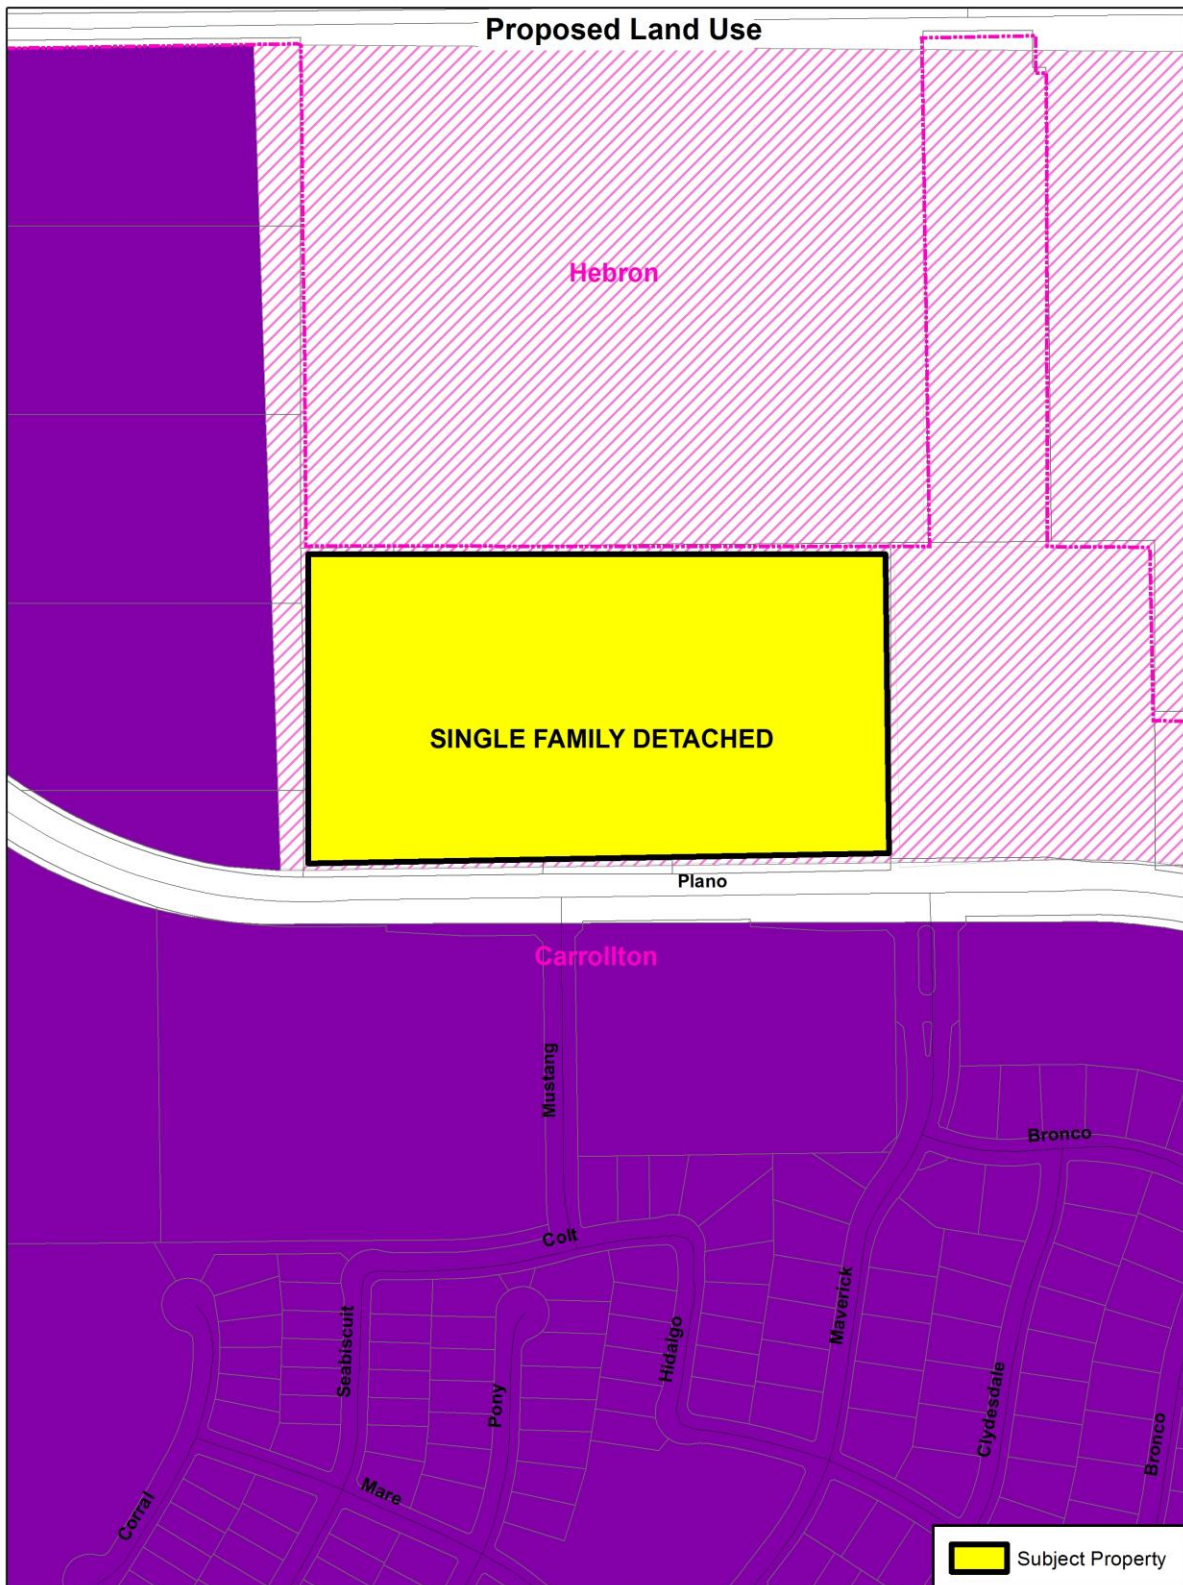 Proposed Land Use
Hebron
SINGLE FAMILY DETACHED
Plano
Carrollton
Mustang
Bronco
Colt
Maverick
Seabiscuit
Hidalgo
Pony
Clydesdale
Bronco
Mare
Corral
Subject Property